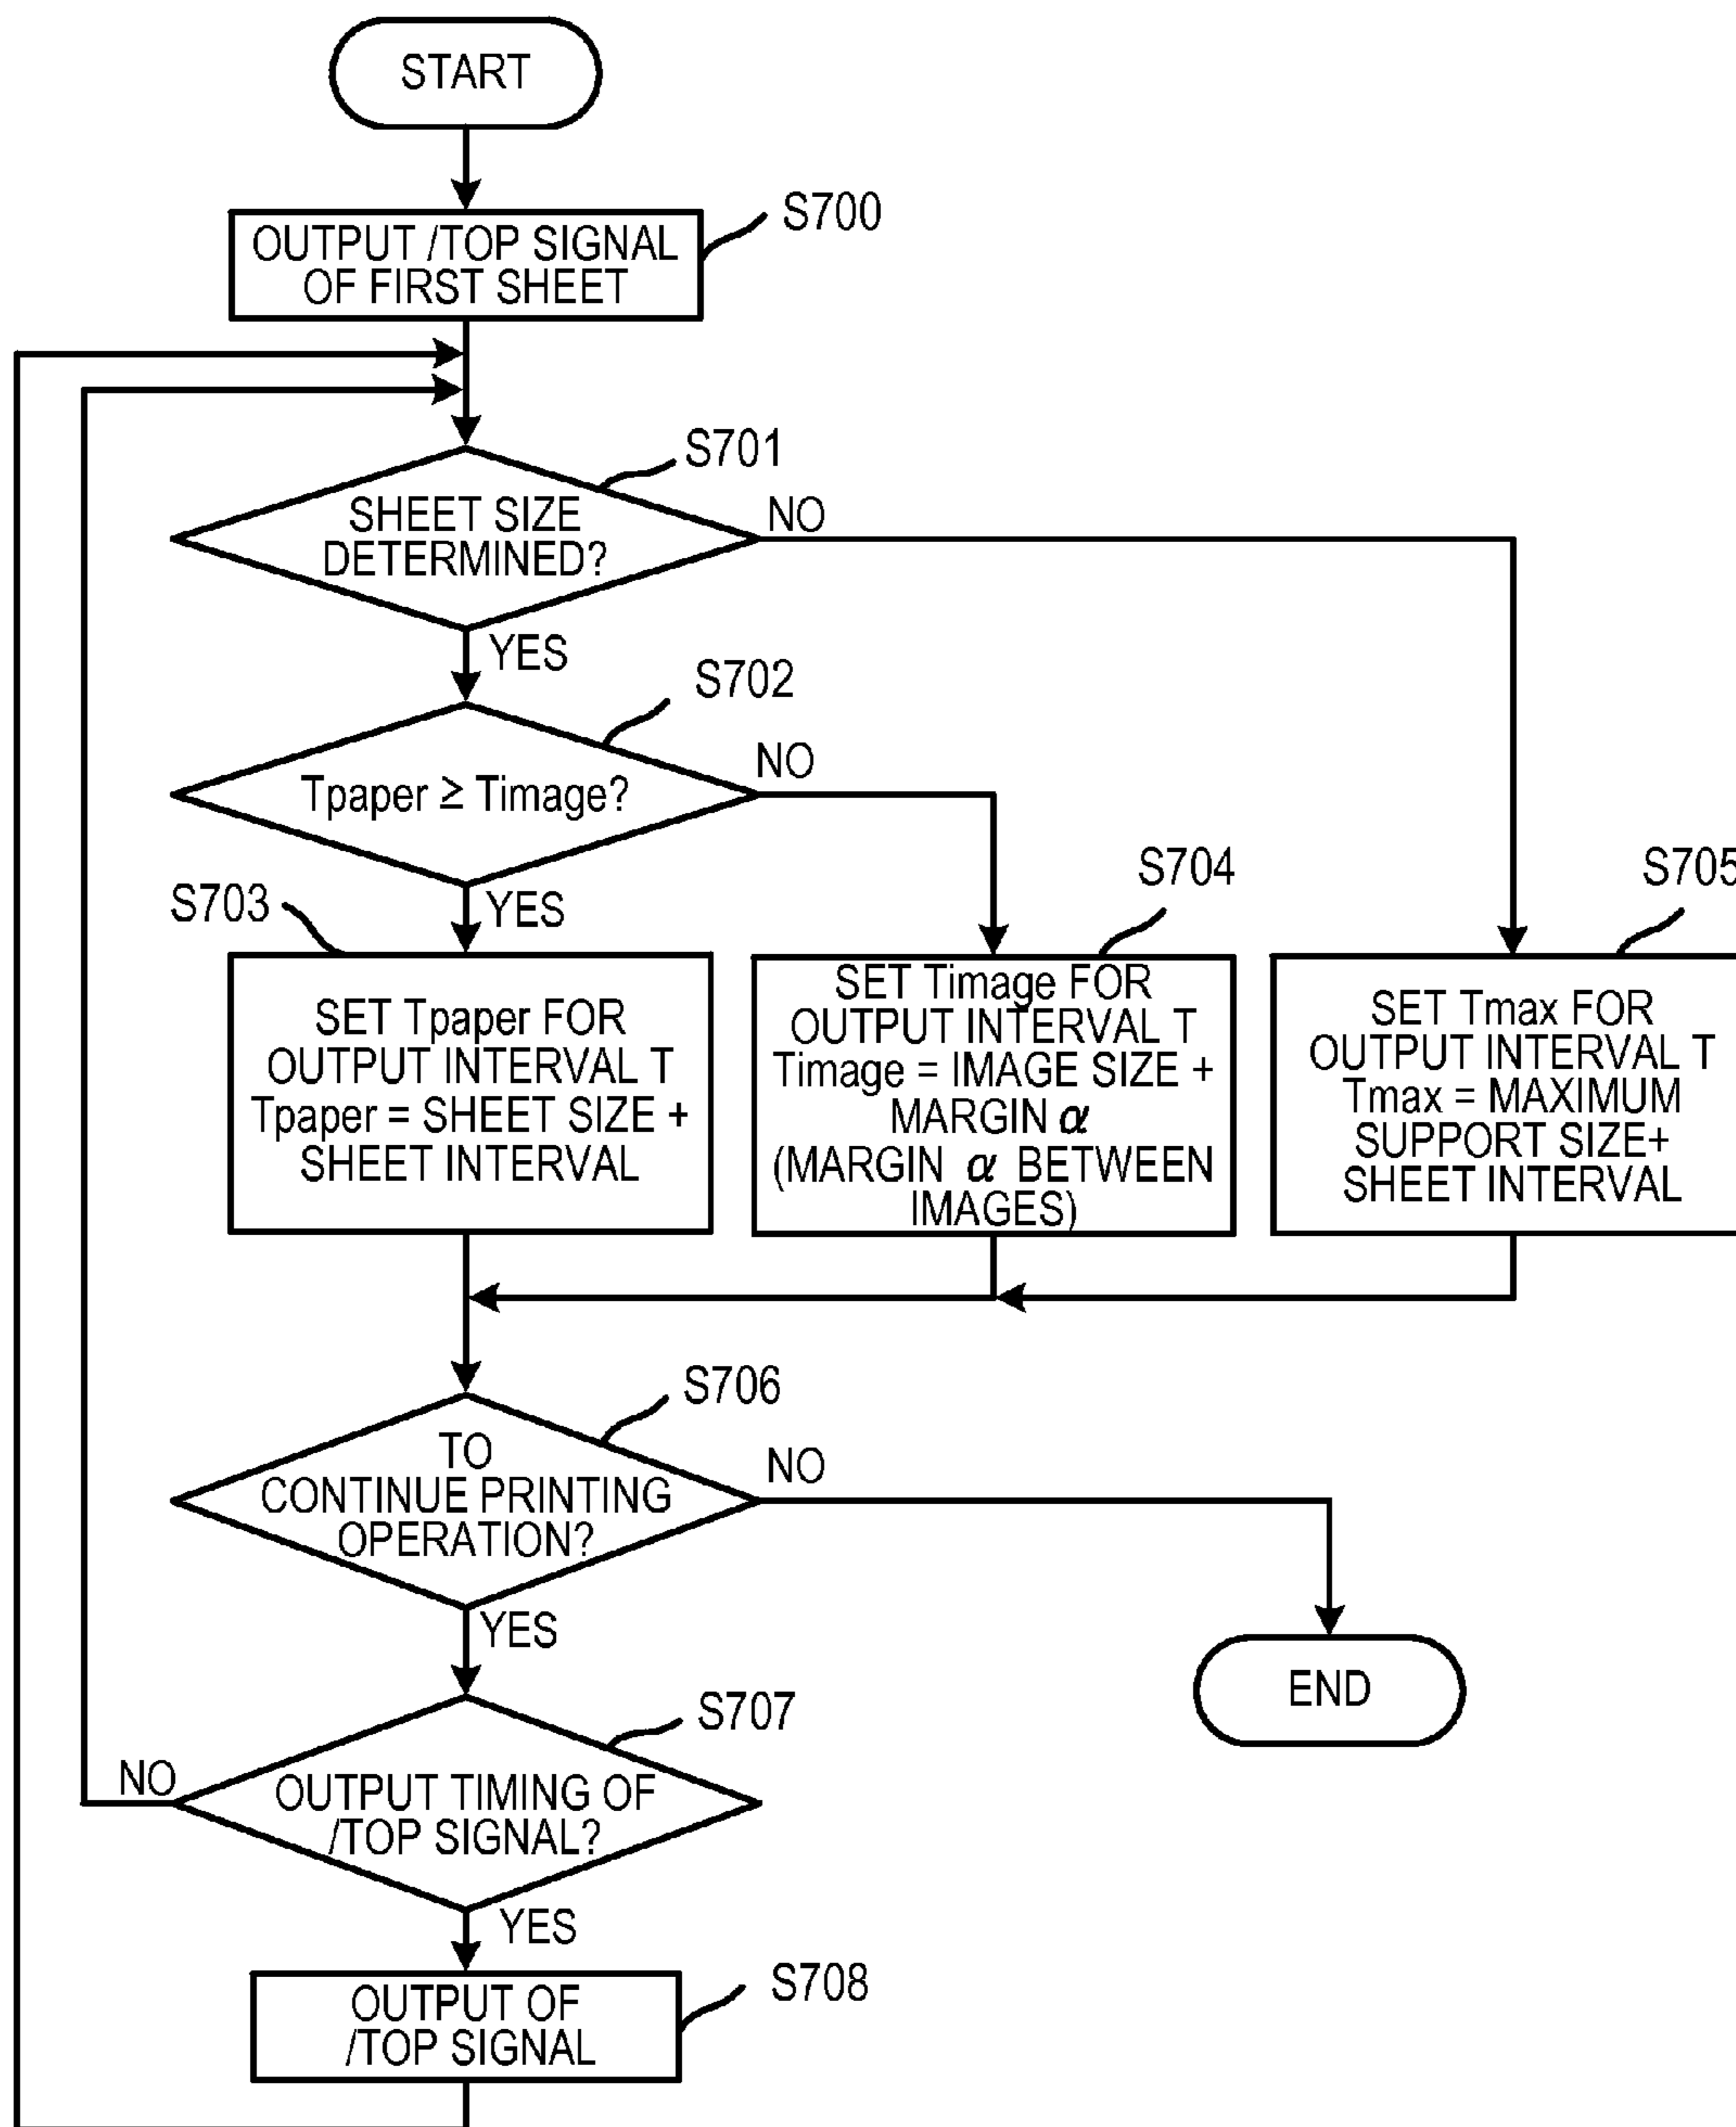 START
S700
OUTPUT /TOP SIGNAL
OF FIRST SHEET
S701
SHEET SIZE
DETERMINED?
NO
YES
S702
Tpaper ≥ Timage?
NO
YES
S703
SET Tpaper FOR
OUTPUT INTERVAL T
Tpaper = SHEET SIZE +
SHEET INTERVAL
S704
SET Timage FOR
OUTPUT INTERVAL T
Timage = IMAGE SIZE +
MARGIN α
(MARGIN α BETWEEN
IMAGES)
S705
SET Tmax FOR
OUTPUT INTERVAL T
Tmax = MAXIMUM
SUPPORT SIZE+
SHEET INTERVAL
S706
TO
CONTINUE PRINTING
OPERATION?
NO
YES
END
S707
OUTPUT TIMING OF
/TOP SIGNAL?
NO
YES
S708
OUTPUT OF
/TOP SIGNAL